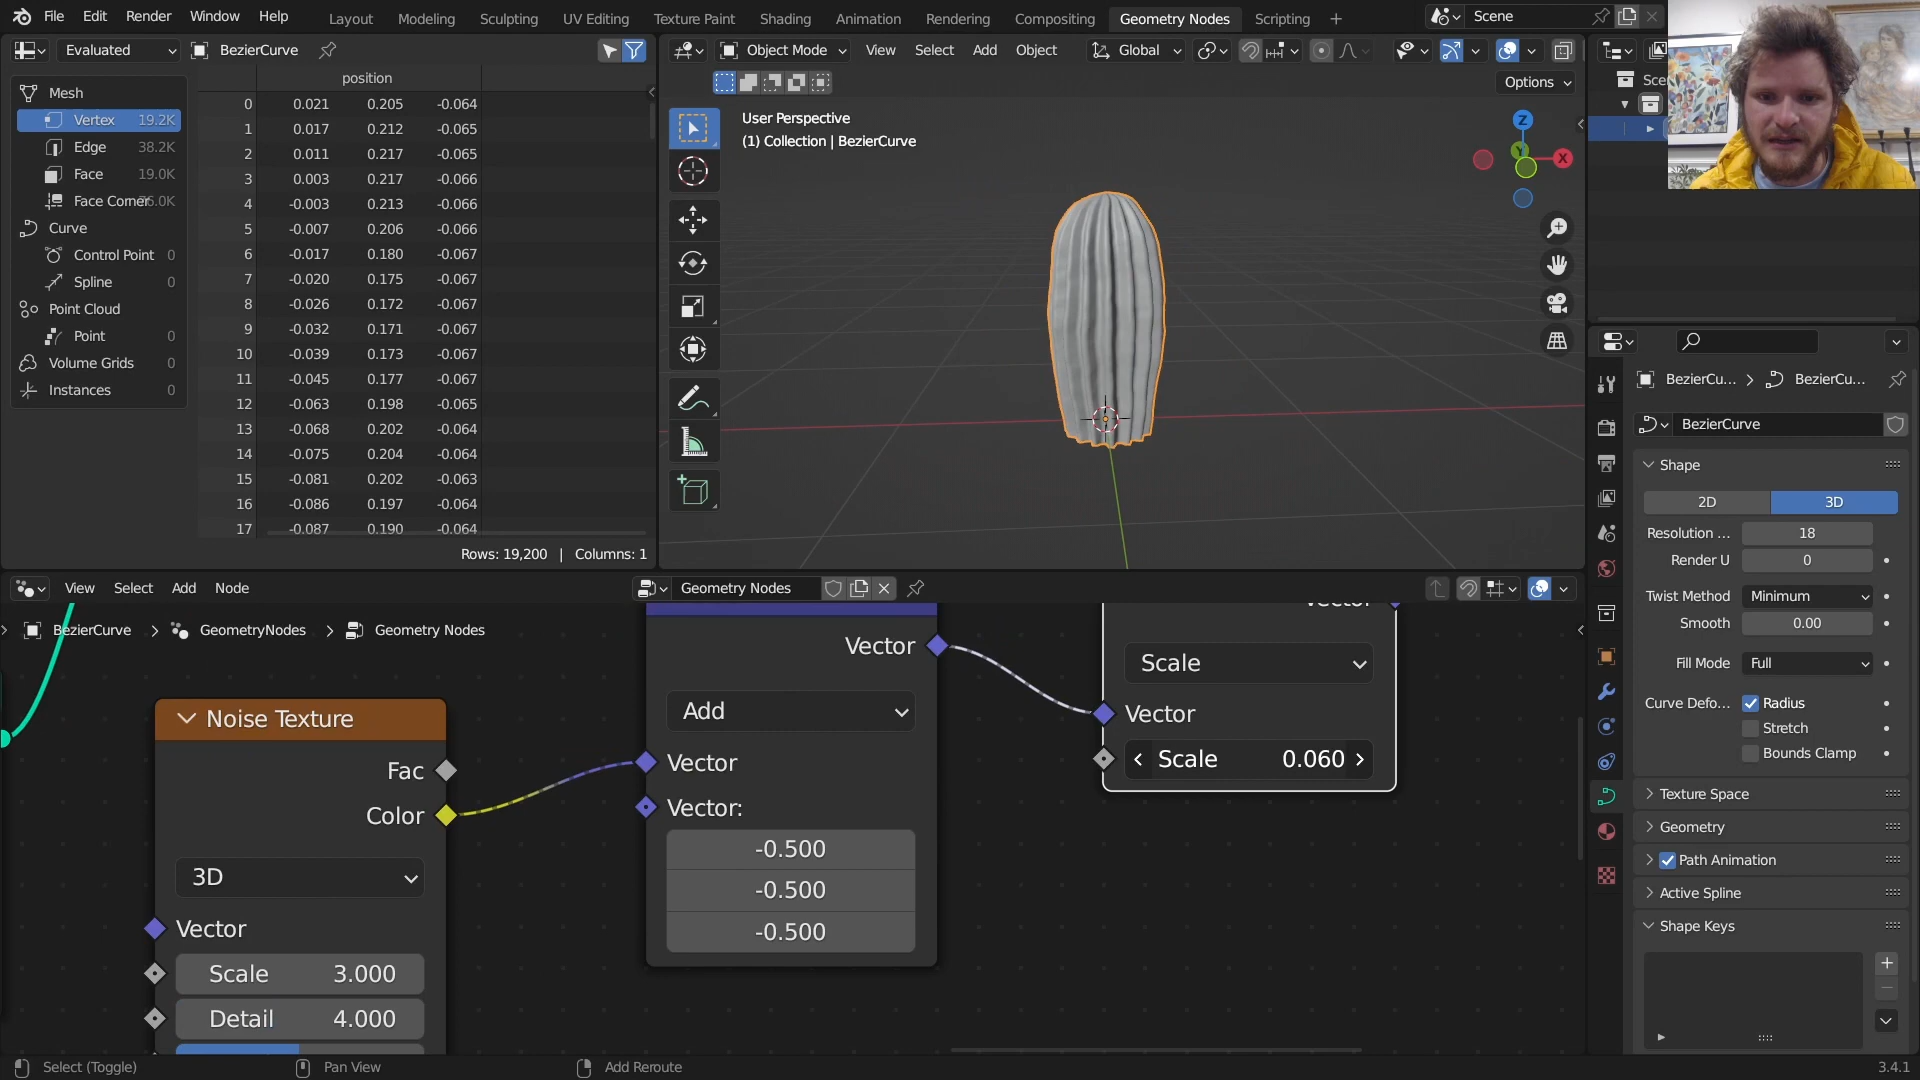 File Edit Render Window Help
Layout Modeling Sculpting UV Editing Texture Paint Shading Animation Rendering Compositing Geometry Nodes Scripting
Scene
Evaluated
BezierCurve
Object Mode View Select Add Object Global
Options
position
Mesh
Vertex 19.2K
Edge 38.2K
Face 19.0K
Curve
Control Point 0
Spline 0
Point Cloud
Point 0
Volume Grids 0
Instances 0
0 0.021 0.205 -0.064
1 0.017 0.212 -0.065
2 0.011 0.217 -0.065
3 0.003 0.217 -0.066
4 -0.003 0.213 -0.066
5 -0.007 0.206 -0.066
6 -0.017 0.180 -0.067
7 -0.020 0.175 -0.067
8 -0.026 0.172 -0.067
9 -0.032 0.171 -0.067
10 -0.039 0.173 -0.067
11 -0.045 0.177 -0.067
12 -0.063 0.198 -0.065
13 -0.068 0.202 -0.064
14 -0.075 0.204 -0.064
15 -0.081 0.202 -0.063
16 -0.086 0.197 -0.064
17 -0.087 0.190 -0.064
Rows: 19,200 | Columns: 1
User Perspective
(1) Collection | BezierCurve
Z
X
BezierCu... BezierCu...
BezierCurve
Shape
2D 3D
Resolution ... 18
Render U 0
Twist Method Minimum
Smooth 0.00
Fill Mode Full
Curve Defo... Radius
Stretch
Bounds Clamp
Texture Space
Geometry
Path Animation
Active Spline
Shape Keys
View Select Add Node
Geometry Nodes
BezierCurve GeometryNodes Geometry Nodes
Noise Texture
Fac
Color
3D
Vector
Scale 3.000
Detail 4.000
Vector
Add
Vector
Vector:
-0.500
-0.500
-0.500
Vector
Scale
Vector
Scale 0.060
Select (Toggle) Pan View Add Reroute
3.4.1